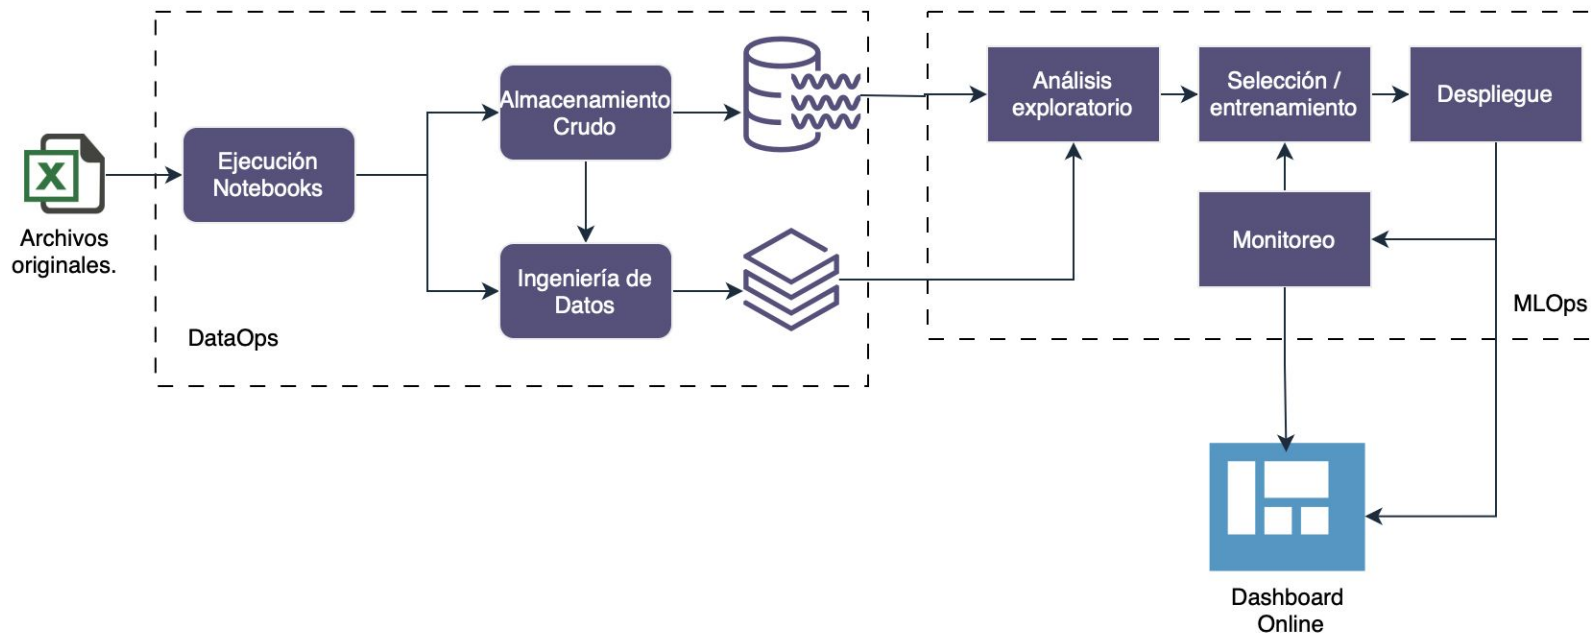 Archivos
originales.
Ejecución
Notebooks
DataOps
Almacenamiento
Crudo
Ingeniería de
Datos
Análisis
exploratorio
Selección /
entrenamiento
Despliegue
Monitoreo
MLOps
Dashboard
Online